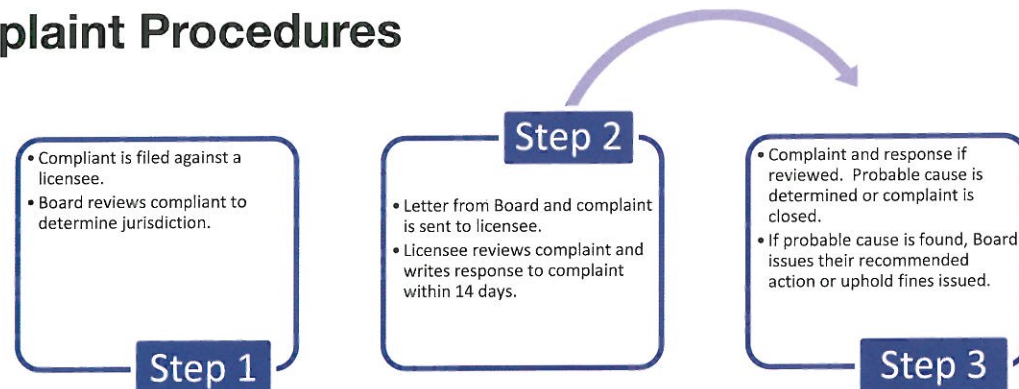 plaint Procedures
• Compliant is filed against a
licensee.
• Board reviews compliant to
determine jurisdiction.
Step 1
Step 2
• Letter from Board and complaint
is sent to licensee.
• Licensee reviews complaint and
writes response to complaint
within 14 days.
• Complaint and response if
reviewed. Probable cause is
determined or complaint is
closed.
• If probable cause is found, Board
issues their recommended
action or uphold fines issued.
Step 3